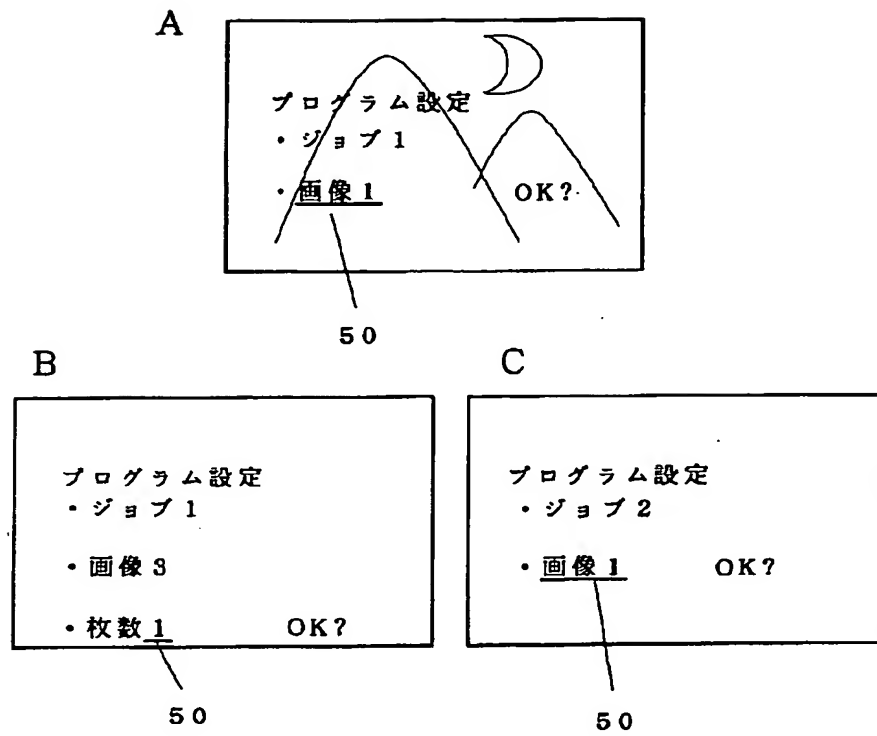 A
プログラム設定
・ジョブ1
・画像1 OK?
50
B
プログラム設定
・ジョブ1
・画像3
・枚数1 OK?
50
C
プログラム設定
・ジョブ2
・画像1 OK?
50